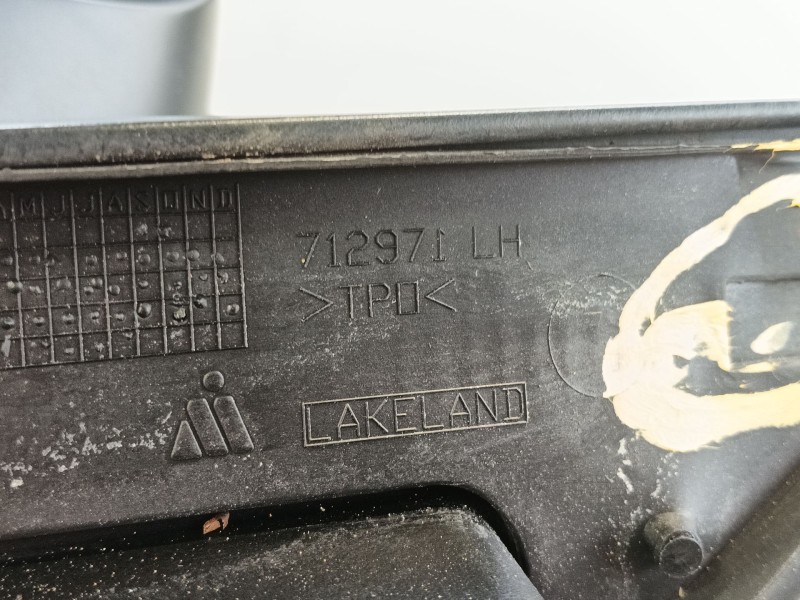 M J J A S O N D
712971 LH
>TPO<
LAKELAND